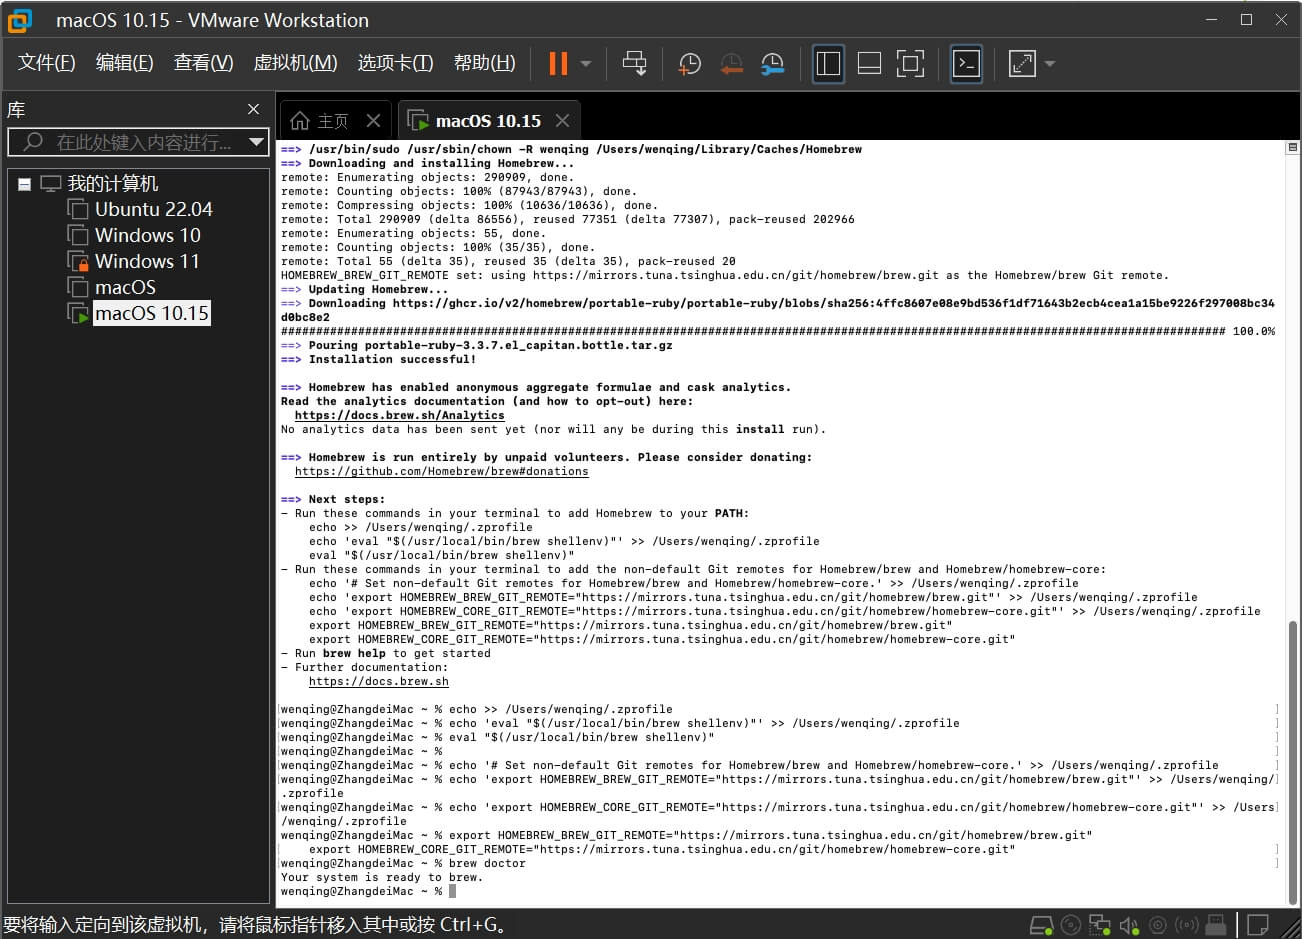 macOS 10.15 - VMware Workstation
文件(F) 编辑(E) 查看(V) 虚拟机(M) 选项卡(T) 帮助(H)
库
在此处键入内容进行...
我的计算机
Ubuntu 22.04
Windows 10
Windows 11
macOS
macOS 10.15
主页
macOS 10.15
==> /usr/bin/sudo /usr/sbin/chown -R wenqing /Users/wenqing/Library/Caches/Homebrew
==> Downloading and installing Homebrew...
remote: Enumerating objects: 290909, done.
remote: Counting objects: 100% (87943/87943), done.
remote: Compressing objects: 100% (10636/10636), done.
remote: Total 290909 (delta 86556), reused 77351 (delta 77307), pack-reused 202966
remote: Enumerating objects: 55, done.
remote: Counting objects: 100% (35/35), done.
remote: Total 55 (delta 35), reused 35 (delta 35), pack-reused 20
HOMEBREW_BREW_GIT_REMOTE set: using https://mirrors.tuna.tsinghua.edu.cn/git/homebrew/brew.git as the Homebrew/brew Git remote.
==> Updating Homebrew...
==> Downloading https://ghcr.io/v2/homebrew/portable-ruby/portable-ruby/blobs/sha256:4ffc8607e08e9bd536f1df71643b2ecb4cea1a15be9226f297008bc34
d0bc8e2
####################################################################################################################################### 100.0%
==> Pouring portable-ruby-3.3.7.el_capitan.bottle.tar.gz
==> Installation successful!
==> Homebrew has enabled anonymous aggregate formulae and cask analytics.
Read the analytics documentation (and how to opt-out) here:
https://docs.brew.sh/Analytics
No analytics data has been sent yet (nor will any be during this install run).
==> Homebrew is run entirely by unpaid volunteers. Please consider donating:
https://github.com/Homebrew/brew#donations
==> Next steps:
- Run these commands in your terminal to add Homebrew to your PATH:
echo >> /Users/wenqing/.zprofile
echo 'eval "$(/usr/local/bin/brew shellenv)"' >> /Users/wenqing/.zprofile
eval "$(/usr/local/bin/brew shellenv)"
- Run these commands in your terminal to add the non-default Git remotes for Homebrew/brew and Homebrew/homebrew-core:
echo '# Set non-default Git remotes for Homebrew/brew and Homebrew/homebrew-core.' >> /Users/wenqing/.zprofile
echo 'export HOMEBREW_BREW_GIT_REMOTE="https://mirrors.tuna.tsinghua.edu.cn/git/homebrew/brew.git"' >> /Users/wenqing/.zprofile
echo 'export HOMEBREW_CORE_GIT_REMOTE="https://mirrors.tuna.tsinghua.edu.cn/git/homebrew/homebrew-core.git"' >> /Users/wenqing/.zprofile
export HOMEBREW_BREW_GIT_REMOTE="https://mirrors.tuna.tsinghua.edu.cn/git/homebrew/brew.git"
export HOMEBREW_CORE_GIT_REMOTE="https://mirrors.tuna.tsinghua.edu.cn/git/homebrew/homebrew-core.git"
- Run brew help to get started
- Further documentation:
https://docs.brew.sh
[wenqing@ZhangdeiMac ~ % echo >> /Users/wenqing/.zprofile ]
[wenqing@ZhangdeiMac ~ % echo 'eval "$(/usr/local/bin/brew shellenv)"' >> /Users/wenqing/.zprofile ]
[wenqing@ZhangdeiMac ~ % eval "$(/usr/local/bin/brew shellenv)" ]
[wenqing@ZhangdeiMac ~ % ]
[wenqing@ZhangdeiMac ~ % echo '# Set non-default Git remotes for Homebrew/brew and Homebrew/homebrew-core.' >> /Users/wenqing/.zprofile ]
[wenqing@ZhangdeiMac ~ % echo 'export HOMEBREW_BREW_GIT_REMOTE="https://mirrors.tuna.tsinghua.edu.cn/git/homebrew/brew.git"' >> /Users/wenqing/]
.zprofile
[wenqing@ZhangdeiMac ~ % echo 'export HOMEBREW_CORE_GIT_REMOTE="https://mirrors.tuna.tsinghua.edu.cn/git/homebrew/homebrew-core.git"' >> /Users]
/wenqing/.zprofile
[wenqing@ZhangdeiMac ~ % export HOMEBREW_BREW_GIT_REMOTE="https://mirrors.tuna.tsinghua.edu.cn/git/homebrew/brew.git" ]
[ export HOMEBREW_CORE_GIT_REMOTE="https://mirrors.tuna.tsinghua.edu.cn/git/homebrew/homebrew-core.git" ]
[wenqing@ZhangdeiMac ~ % brew doctor ]
Your system is ready to brew.
wenqing@ZhangdeiMac ~ %
要将输入定向到该虚拟机，请将鼠标指针移入其中或按 Ctrl+G。